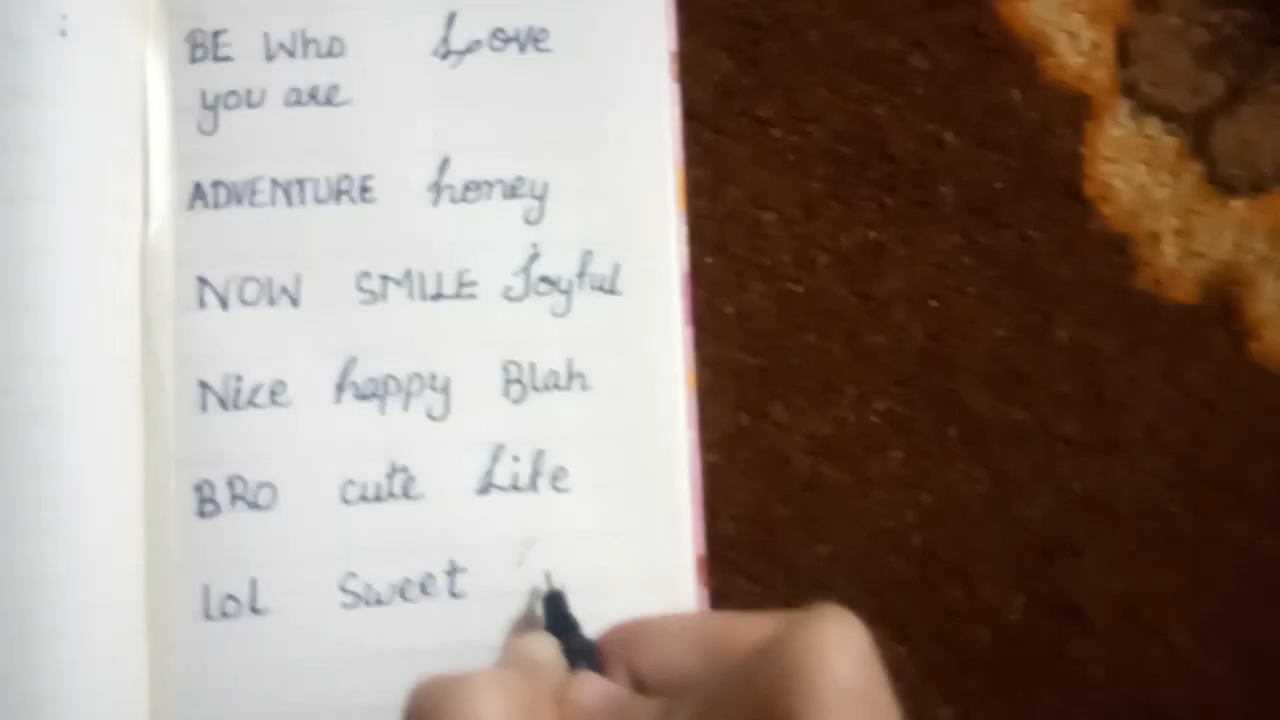 BE Who Love
you are
ADVENTURE honey
NOW SMILE Joyful
Nice happy Blah
BRO cute Life
lol Sweet